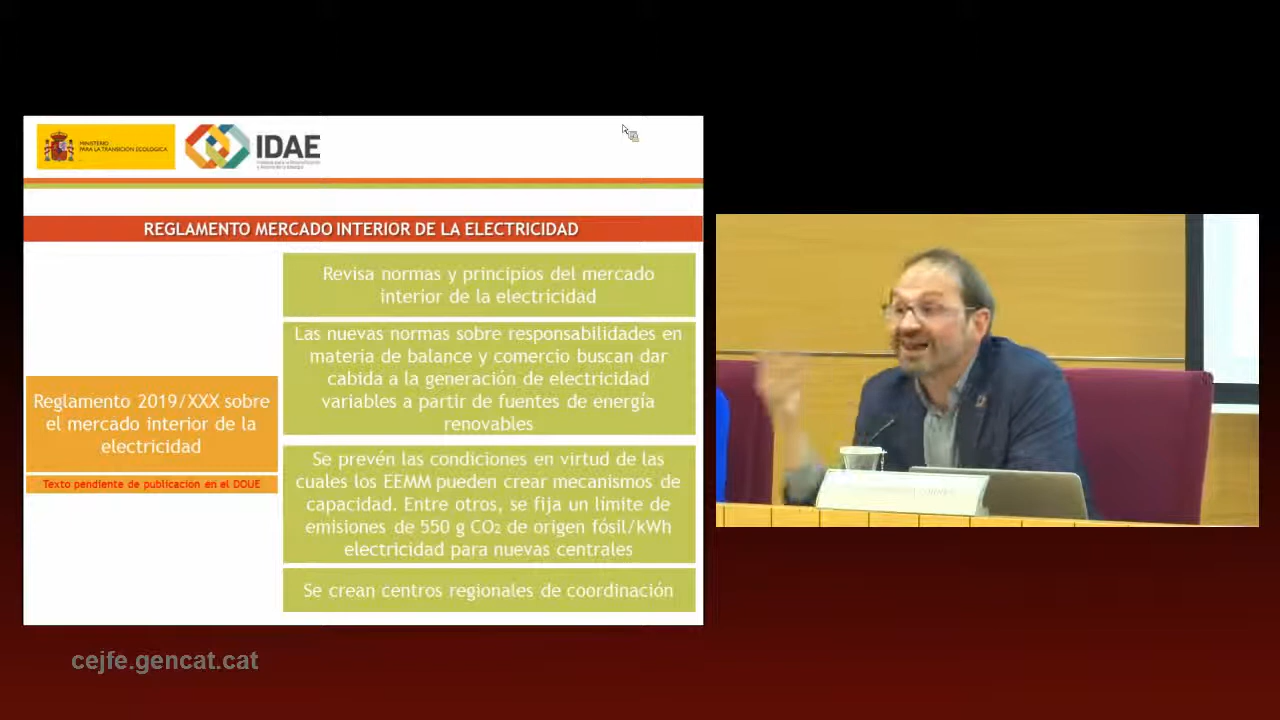 MINISTERIO
PARA LA TRANSICIÓN ECOLÓGICA
IDAE
REGLAMENTO MERCADO INTERIOR DE LA ELECTRICIDAD
Reglamento 2019/XXX sobre
el mercado interior de la
electricidad
Texto pendiente de publicación en el DOUE
Revisa normas y principios del mercado
interior de la electricidad
Las nuevas normas sobre responsabilidades en
materia de balance y comercio buscan dar
cabida a la generación de electricidad
variables a partir de fuentes de energía
renovables
Se prevén las condiciones en virtud de las
cuales los EEMM pueden crear mecanismos de
capacidad. Entre otros, se fija un límite de
emisiones de 550 g CO₂ de origen fósil/kWh
electricidad para nuevas centrales
Se crean centros regionales de coordinación
cejfe.gencat.cat